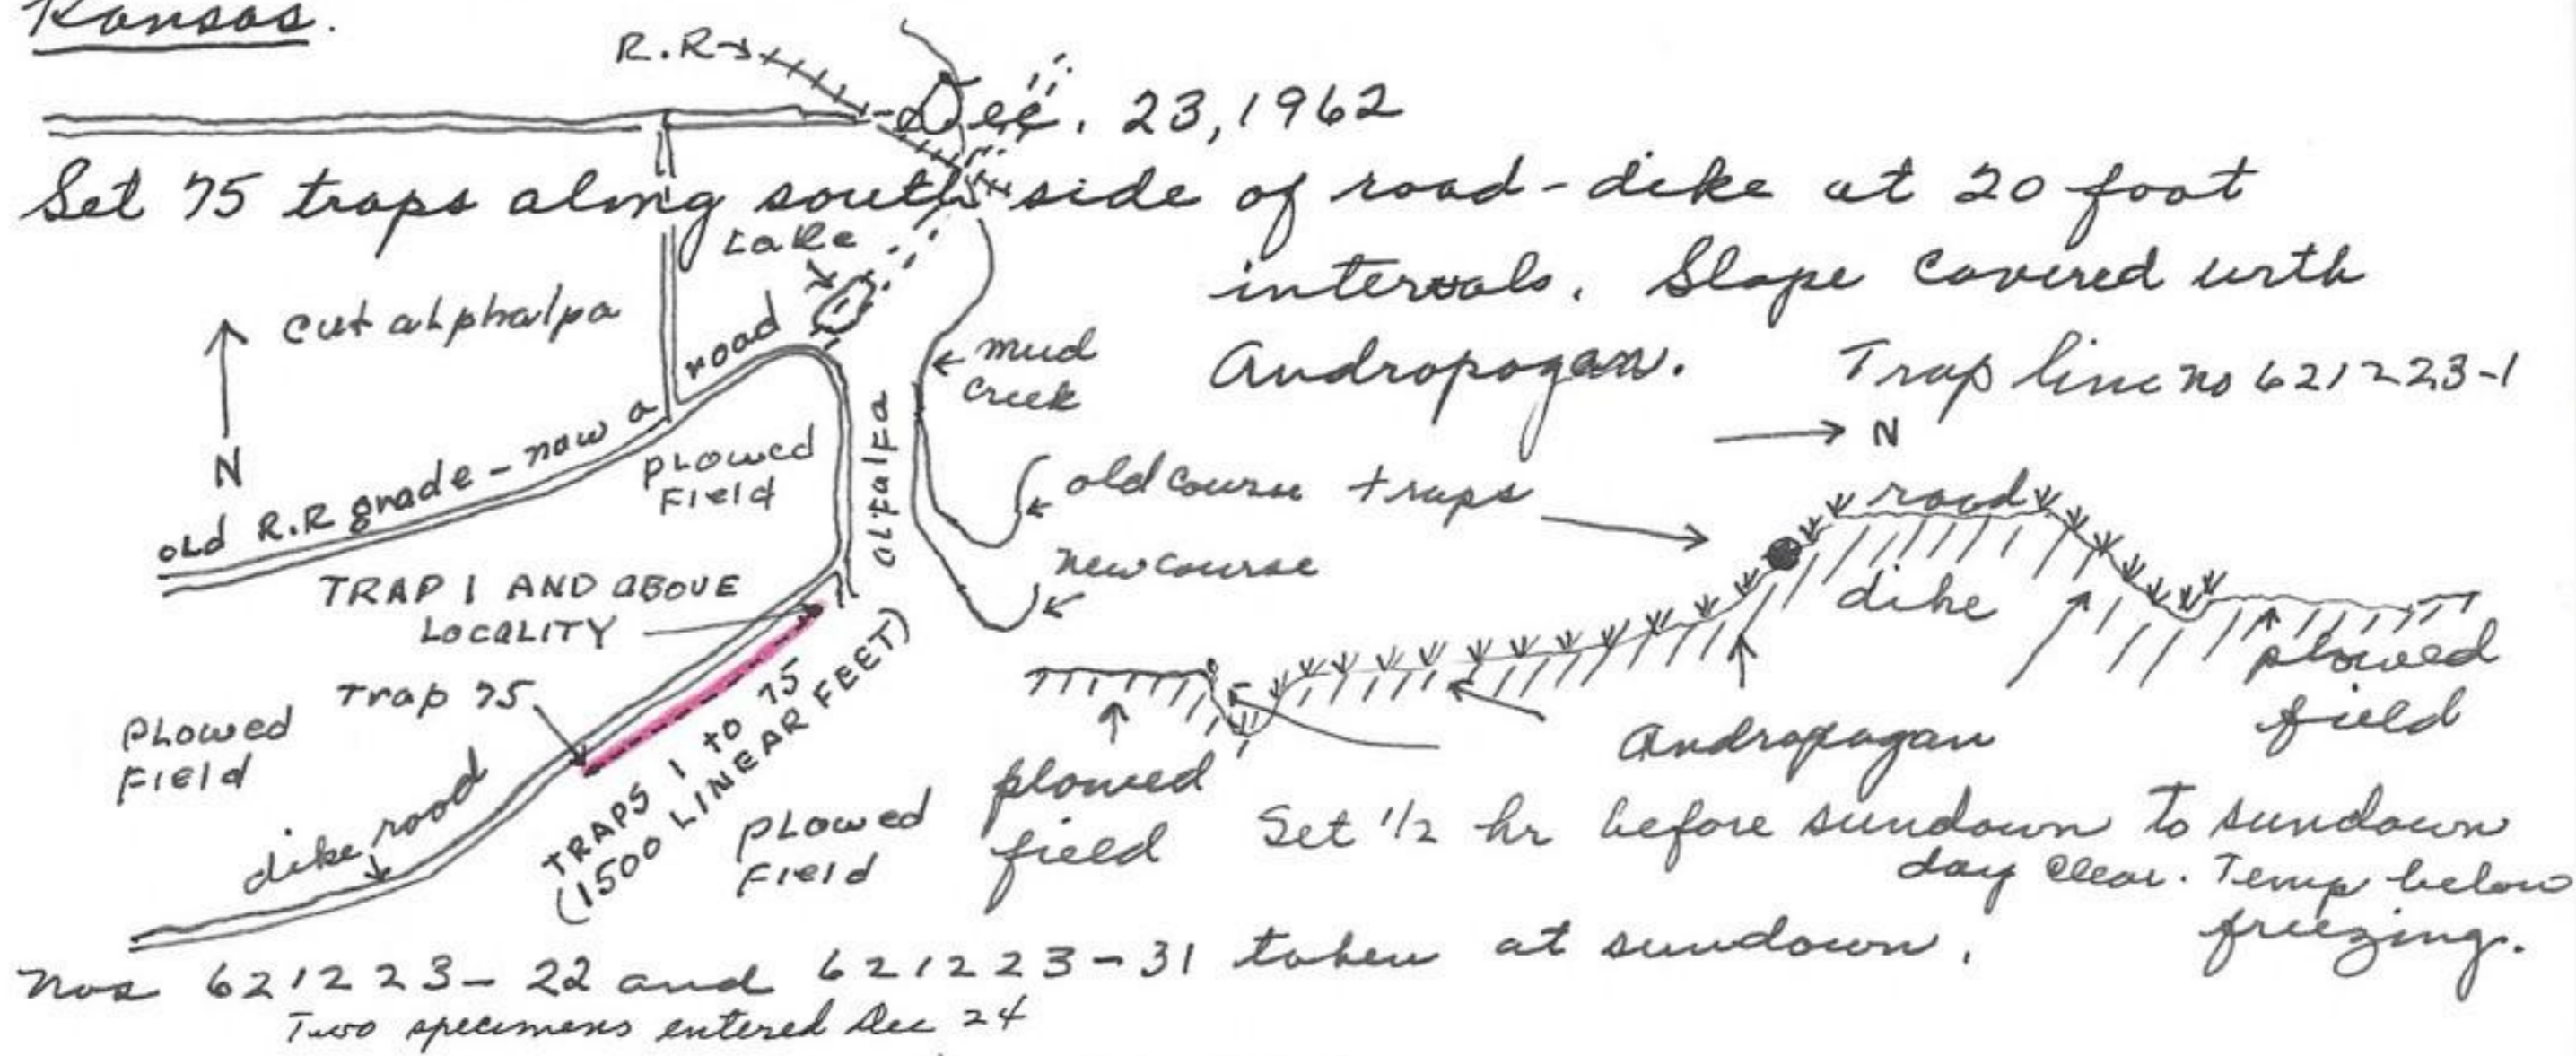 Kansas.
R.R
Dec. 23, 1962
Set 75 traps along south side of road-dike at 20 foot
intervals. Slope covered with
Andropogan. Trap line no 621223-1
Lake
N
cut alphalpa
mud
creek
old R.R grade - now a road
PLOWED
FIELD
alfalfa
old course
new course
TRAP 1 AND ABOVE
LOCALITY
Trap 75
TRAPS 1 to 75
(1500 LINEAR FEET)
PLOWED
FIELD
dike road
PLOWED
FIELD
N
traps
road
dike
plowed
field
Andropogan
plowed
field
Set 1/2 hr before sundown to sundown
day clear. Temp below
freezing.
Nos 621223-22 and 621223-31 taken at sundown.
Two specimens entered Dec 24